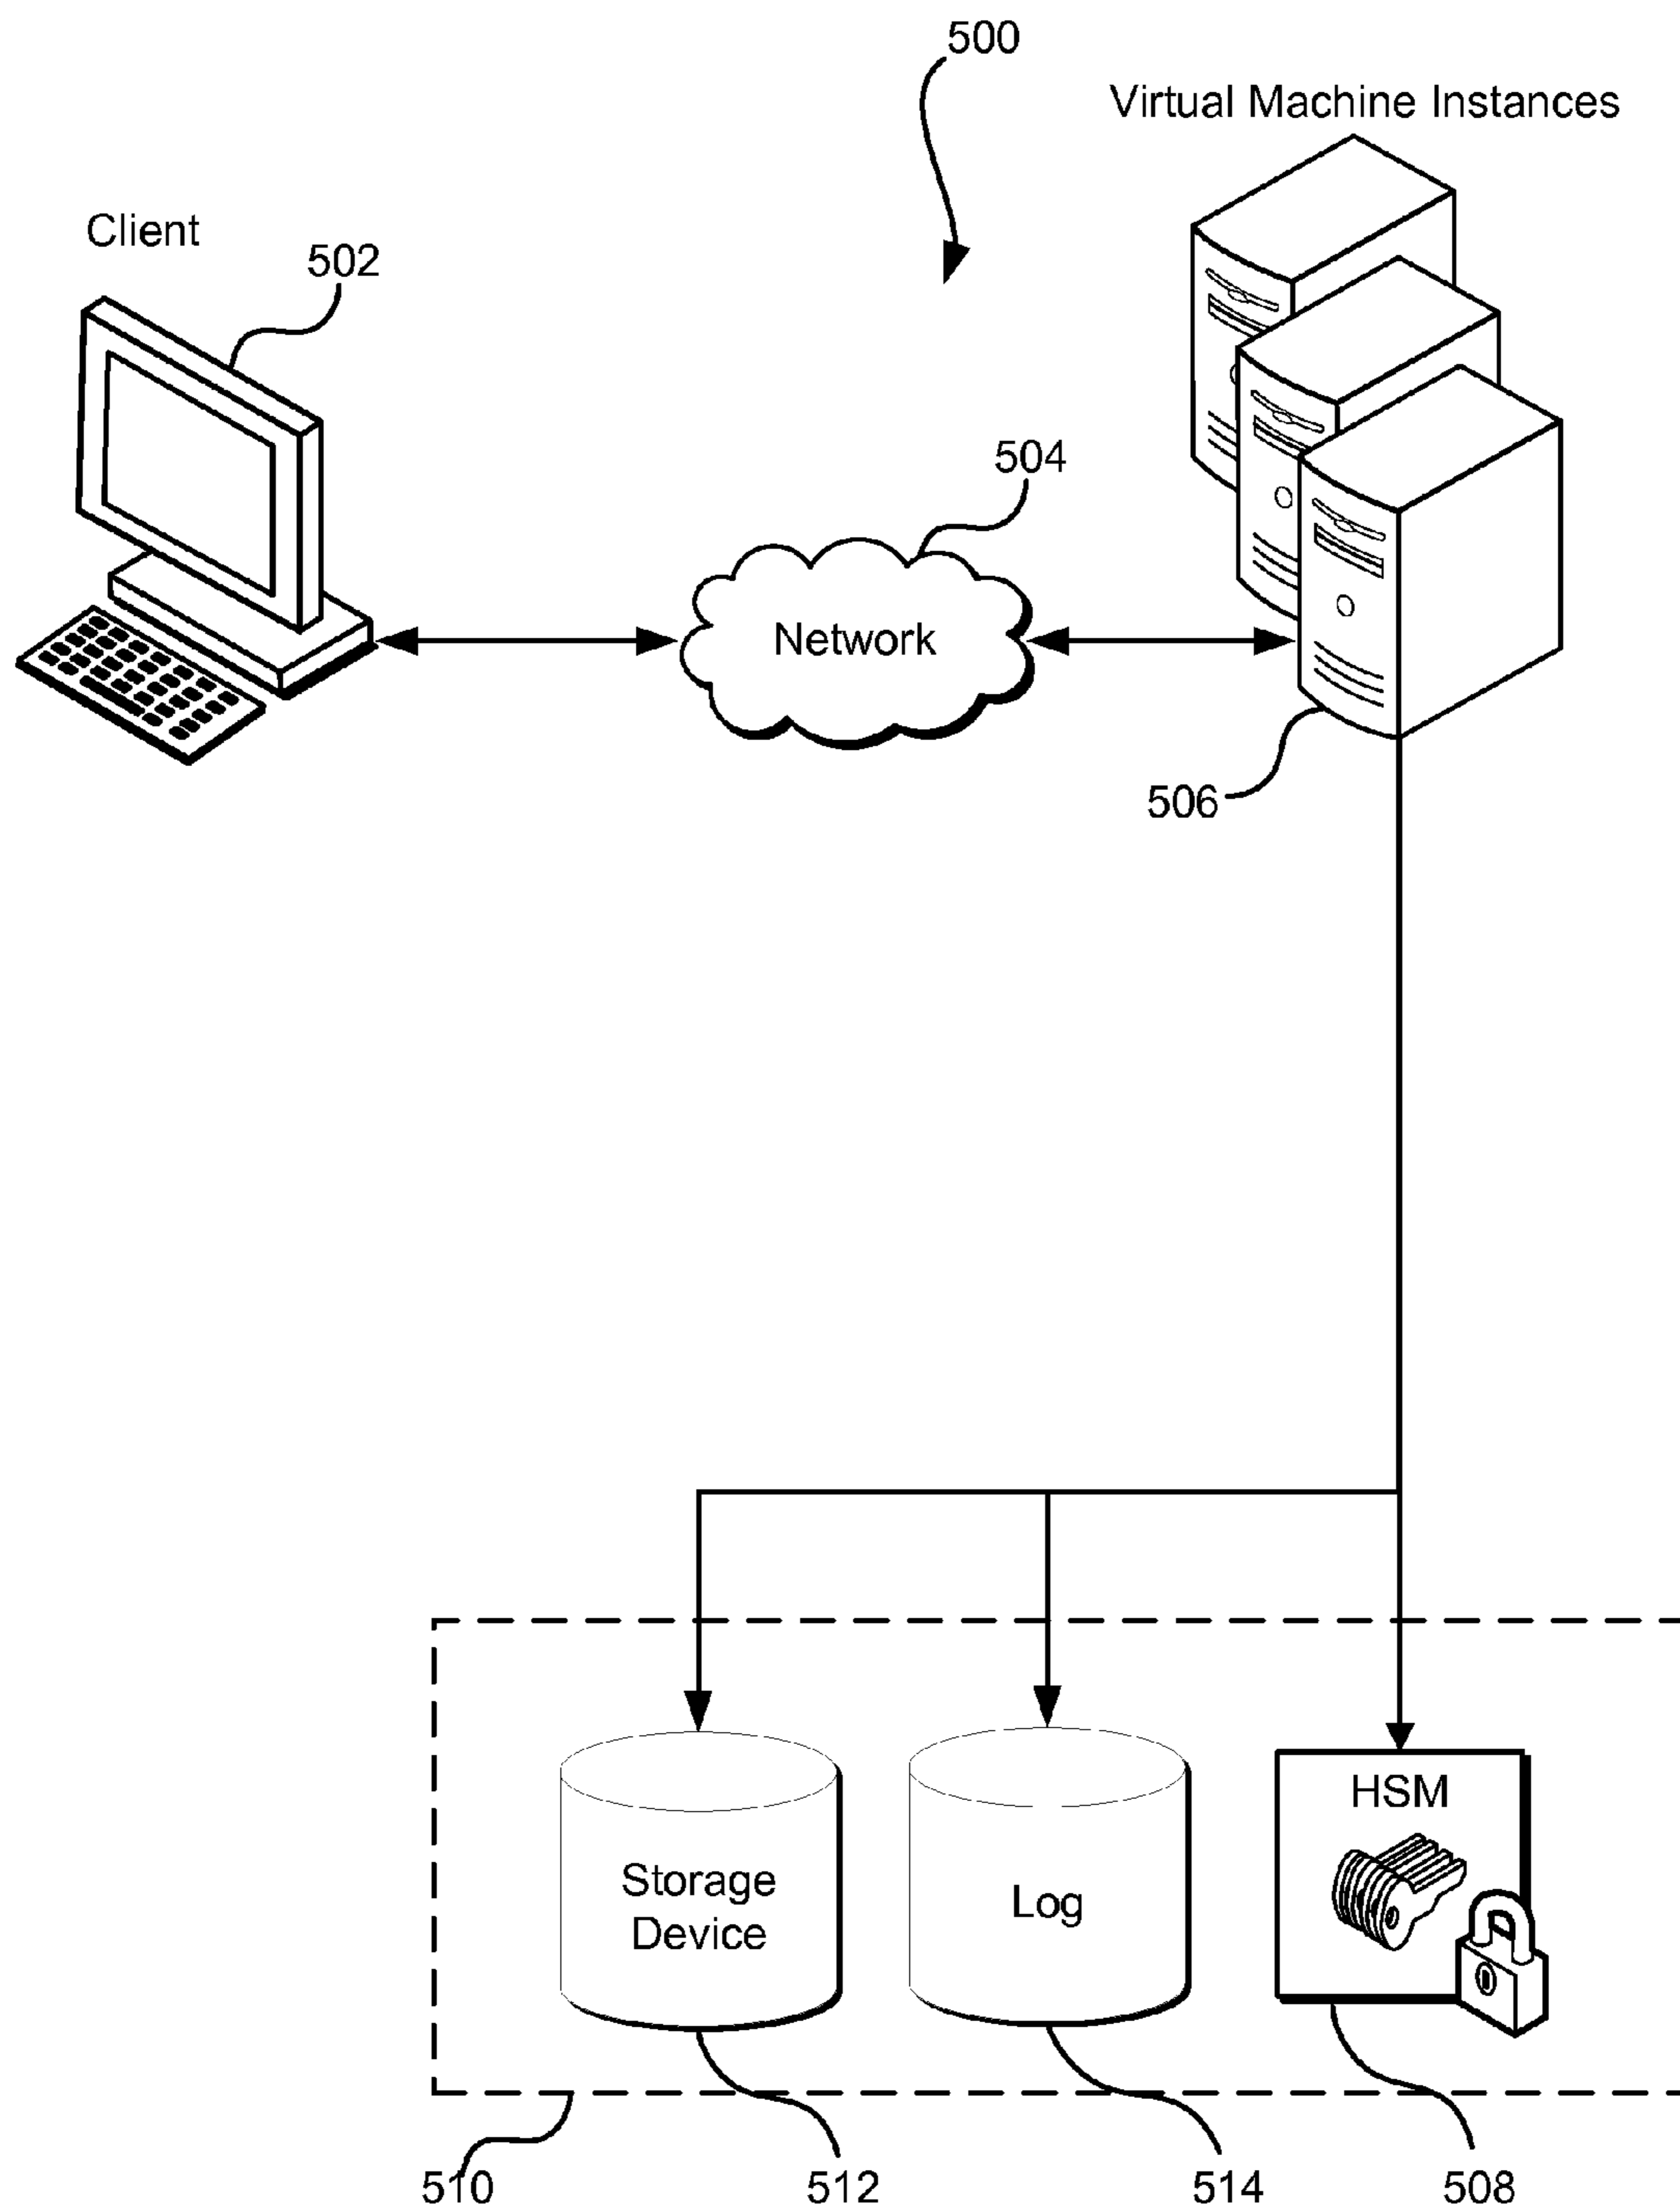 500
Virtual Machine Instances
Client
502
504
Network
506
HSM
Storage
Device
Log
510
512
514
508